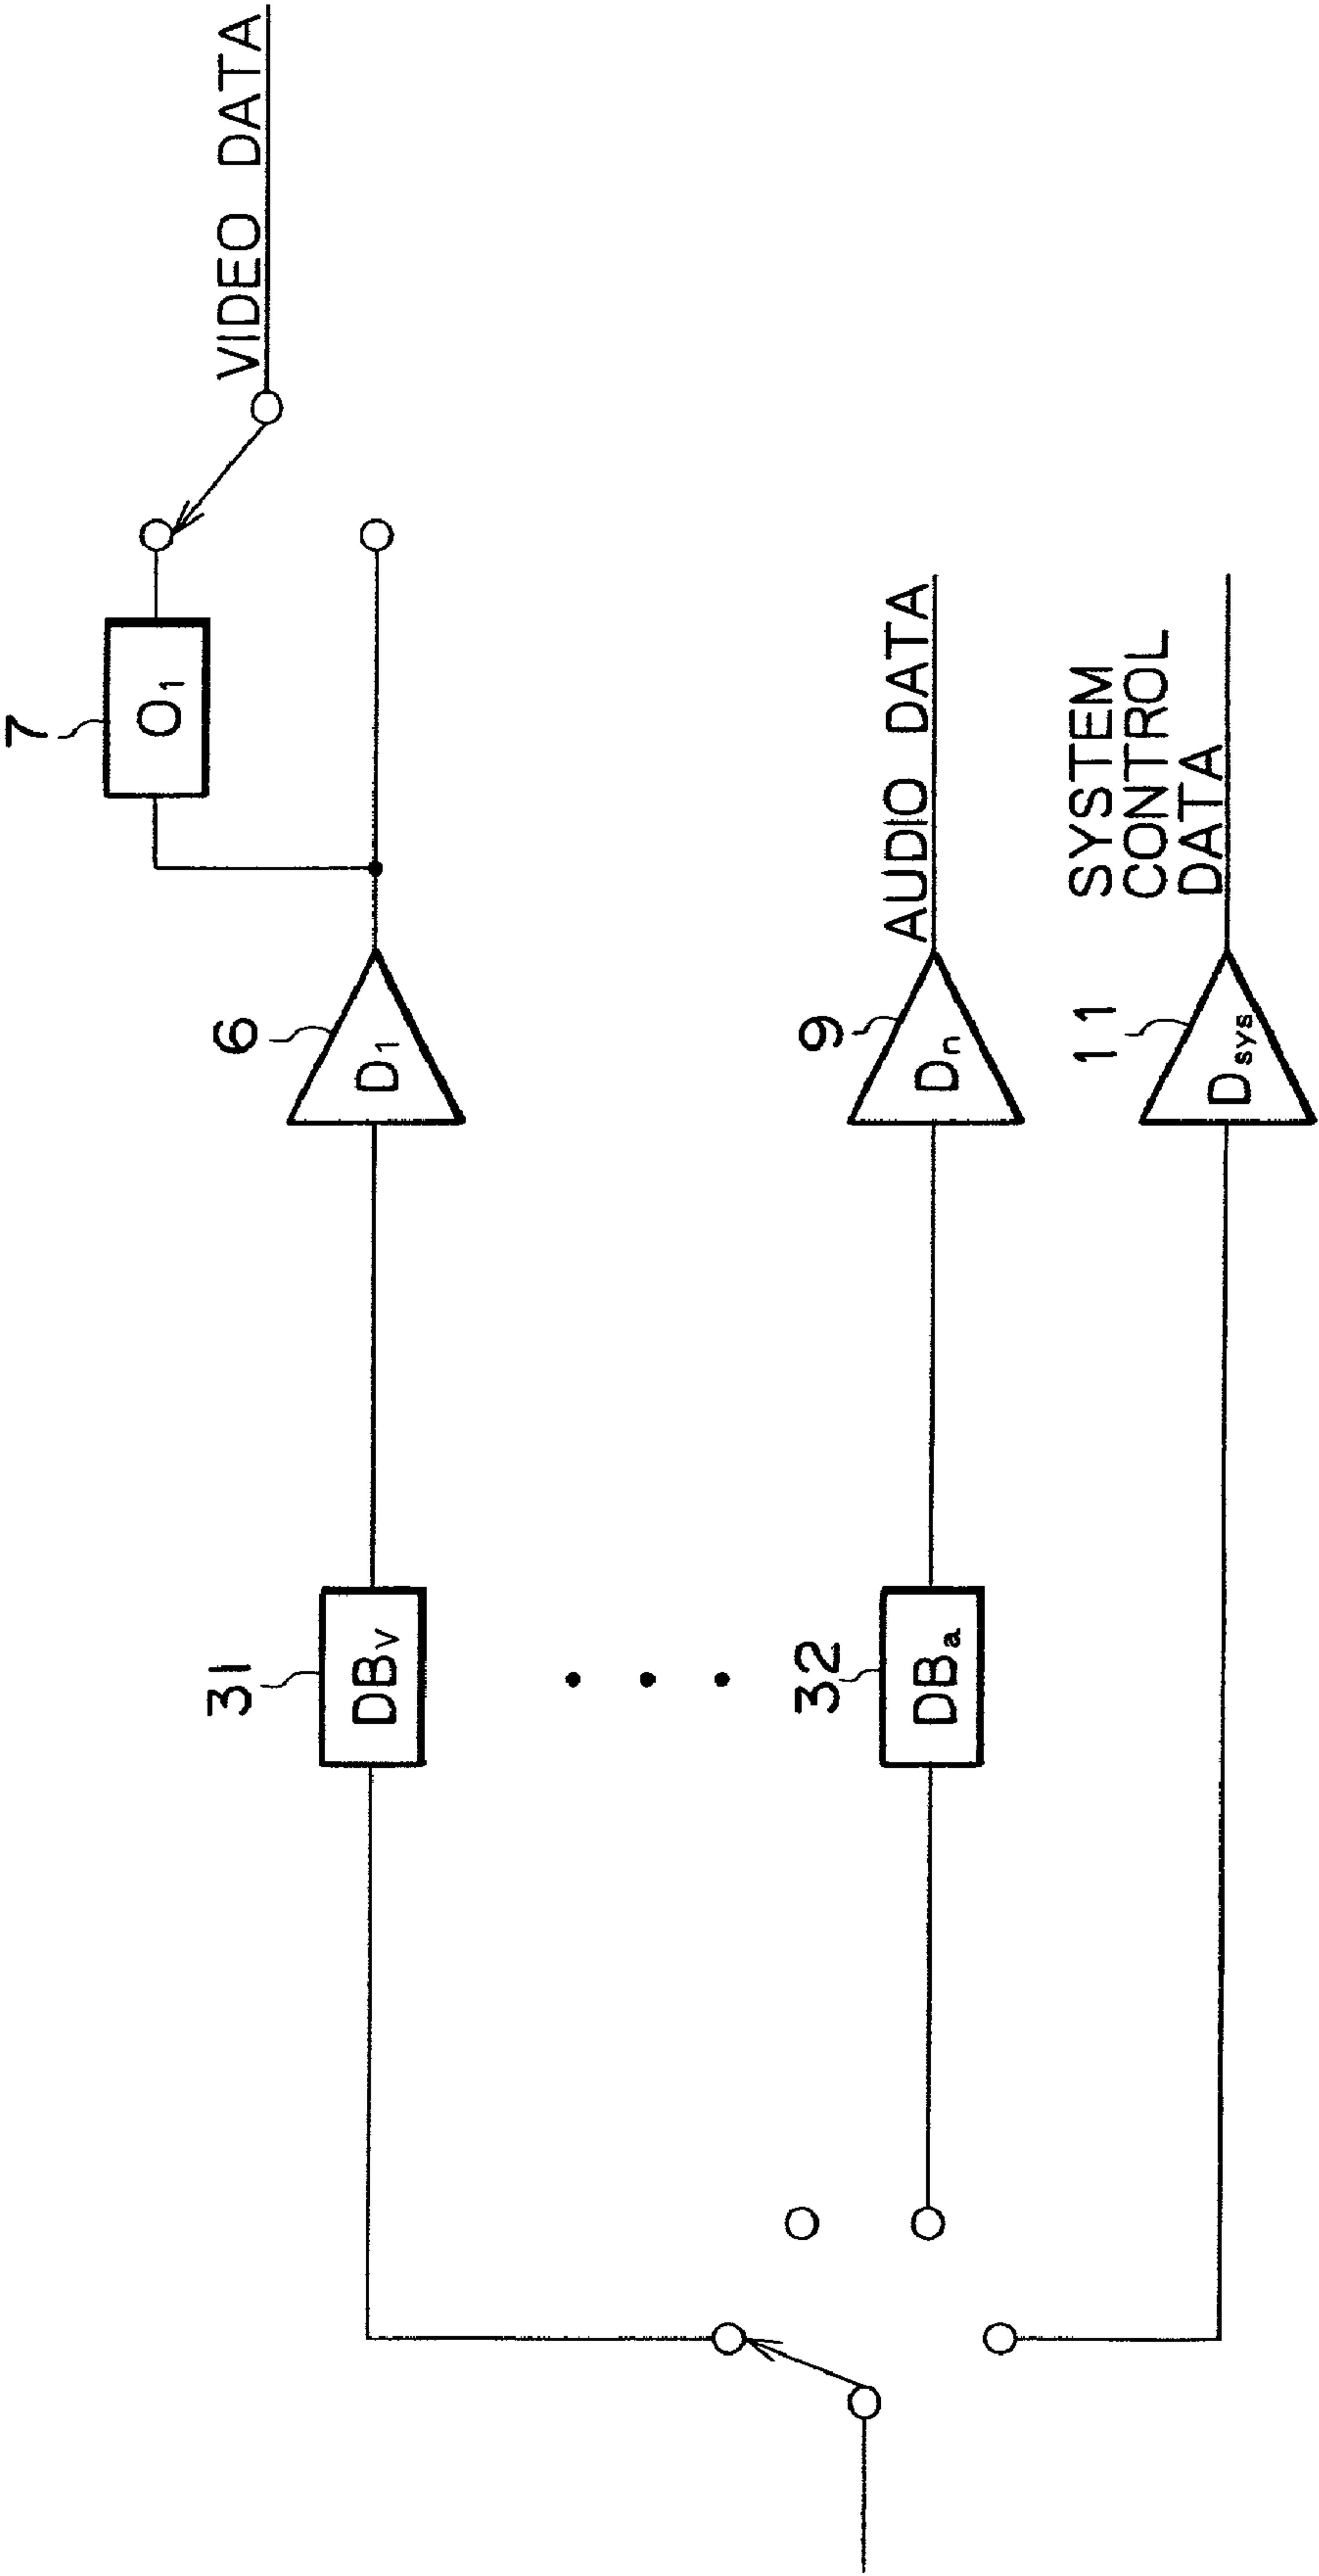 7
O₁
VIDEO DATA
6
D₁
31
DBᵥ
9
Dₙ
AUDIO DATA
32
DBₐ
11
Dsys
SYSTEM
CONTROL
DATA